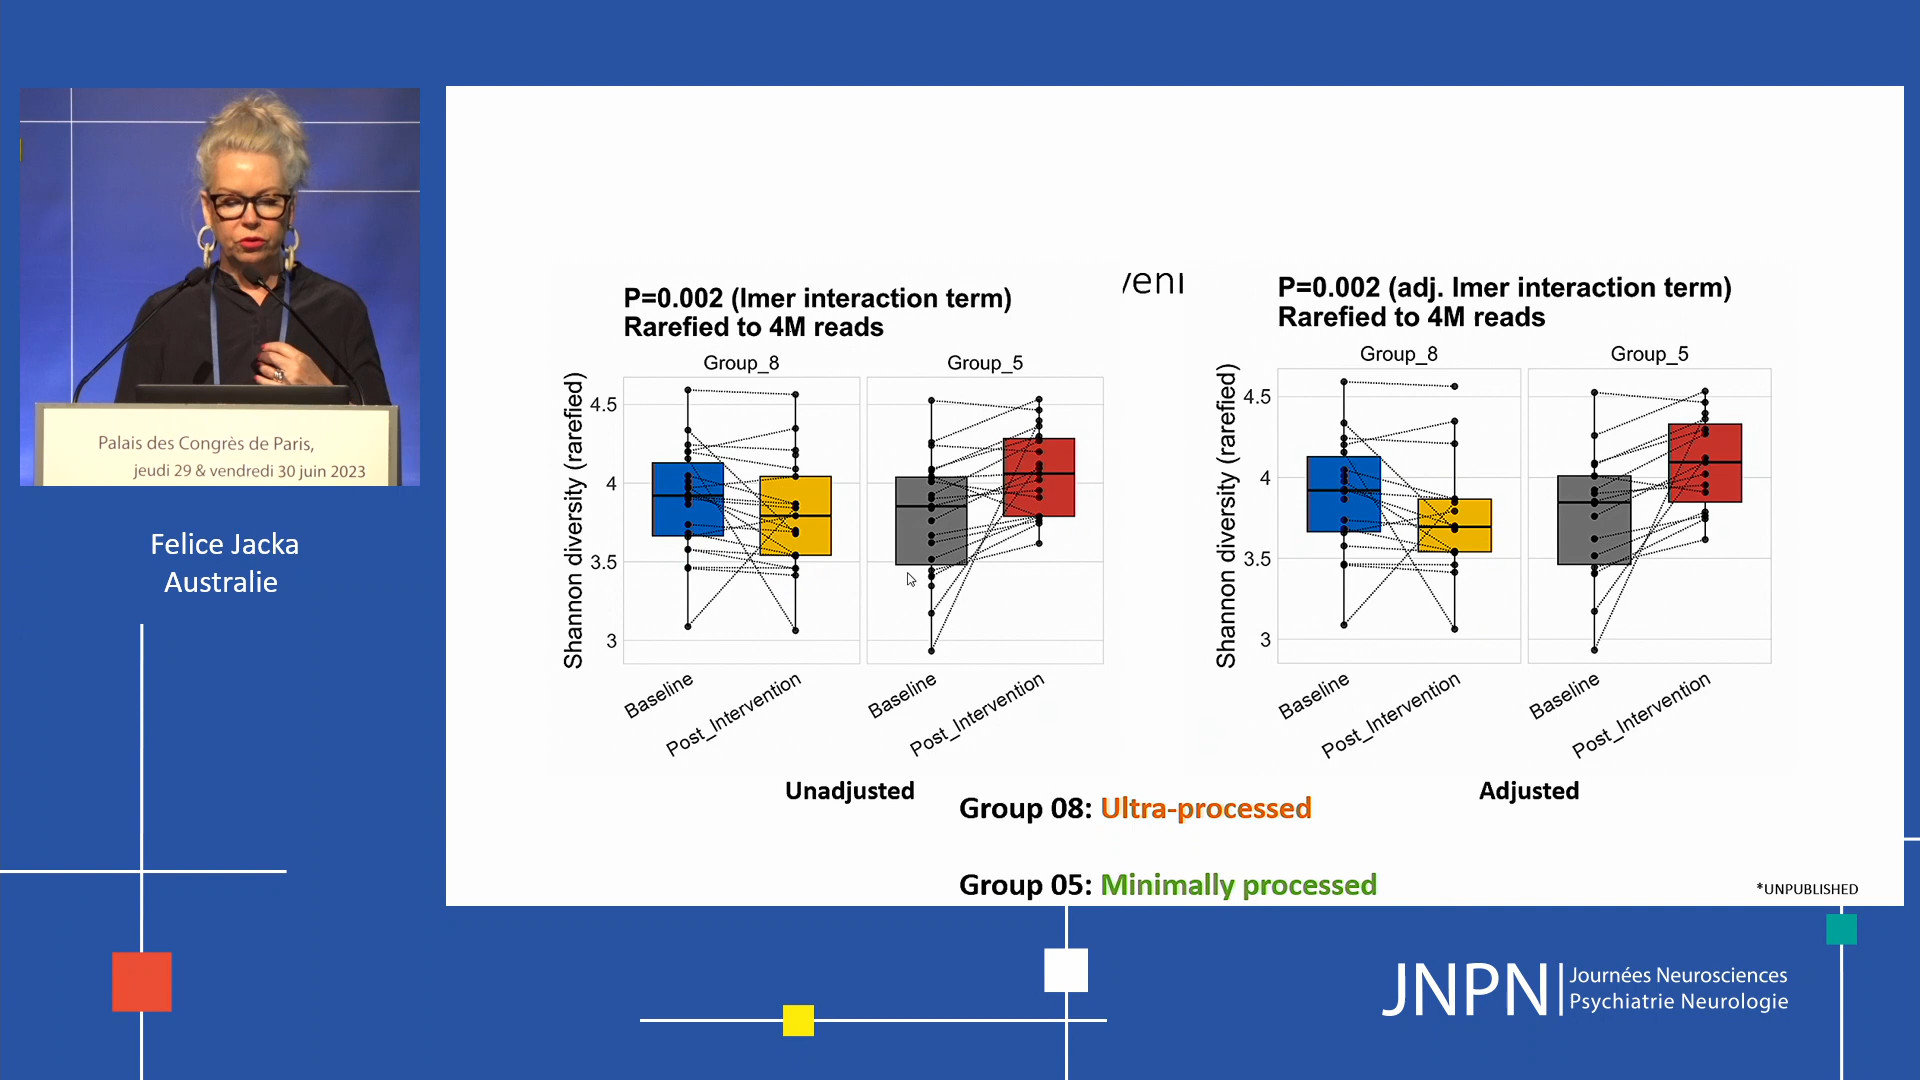 Palais des Congrès de Paris,
jeudi 29 & vendredi 30 juin 2023
Felice Jacka
Australie
P=0.002 (lmer interaction term)
Rarefied to 4M reads
Group_8
Group_5
Shannon diversity (rarefied)
4.5
4
3.5
3
Baseline
Post_Intervention
Baseline
Post_Intervention
Unadjusted
P=0.002 (adj. lmer interaction term)
Rarefied to 4M reads
Group_8
Group_5
Shannon diversity (rarefied)
4.5
4
3.5
3
Baseline
Post_Intervention
Baseline
Post_Intervention
Adjusted
Group 08: Ultra-processed
Group 05: Minimally processed
*UNPUBLISHED
JNPN
Journées Neurosciences
Psychiatrie Neurologie